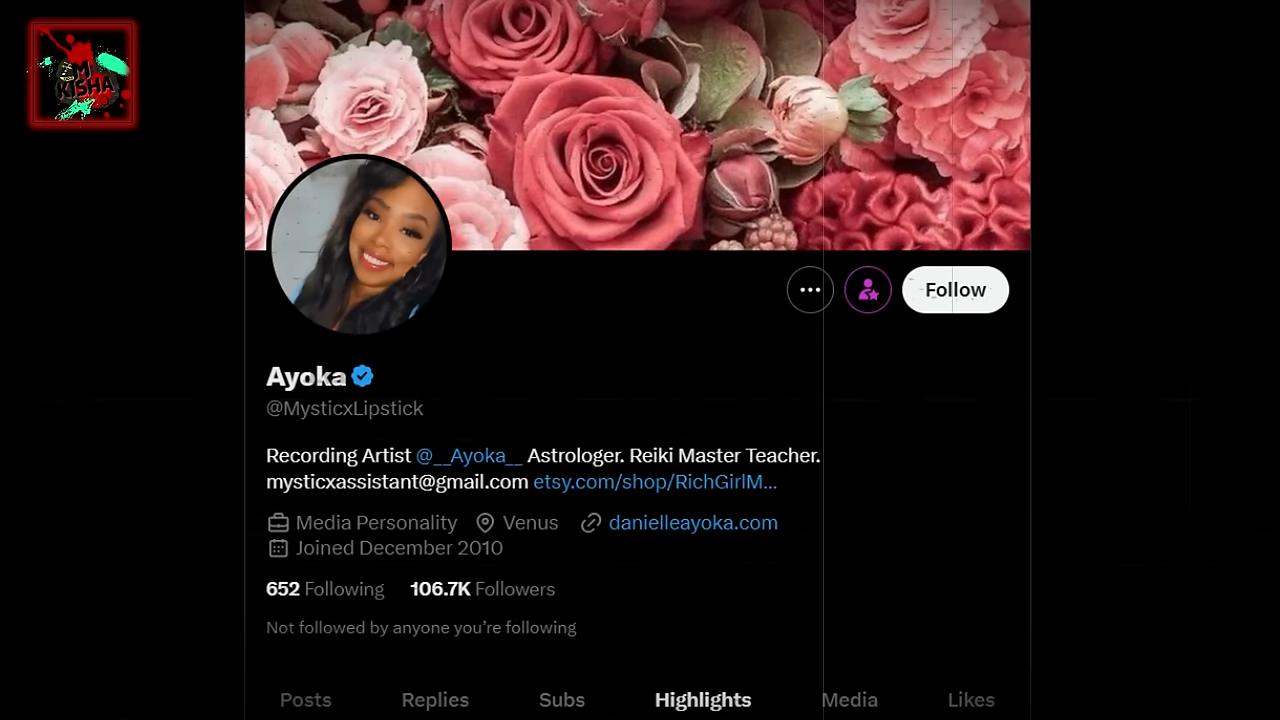 M
KISHA
Follow
Ayoka
@MysticxLipstick
Recording Artist @__Ayoka__ Astrologer. Reiki Master Teacher.
mysticxassistant@gmail.com etsy.com/shop/RichGirlM...
Media Personality Venus danielleayoka.com
Joined December 2010
652 Following 106.7K Followers
Not followed by anyone you’re following
Posts Replies Subs Highlights Media Likes